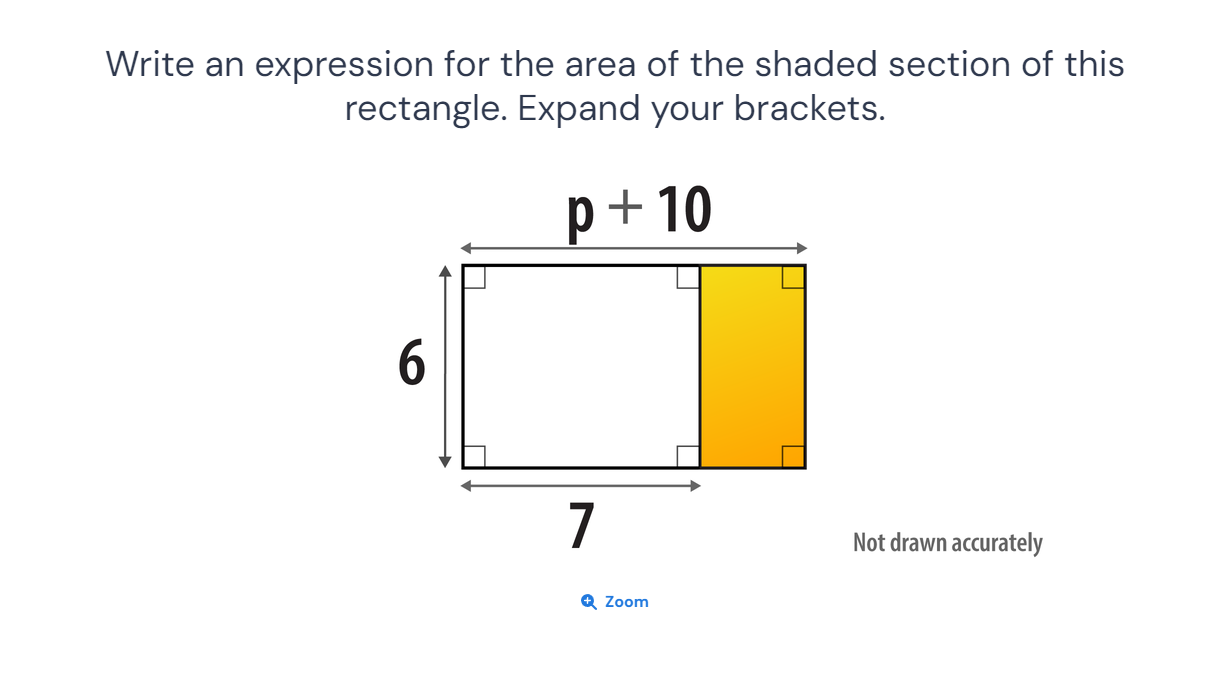 Write an expression for the area of the shaded section of this
rectangle. Expand your brackets.
p + 10
6
7
Not drawn accurately
Zoom